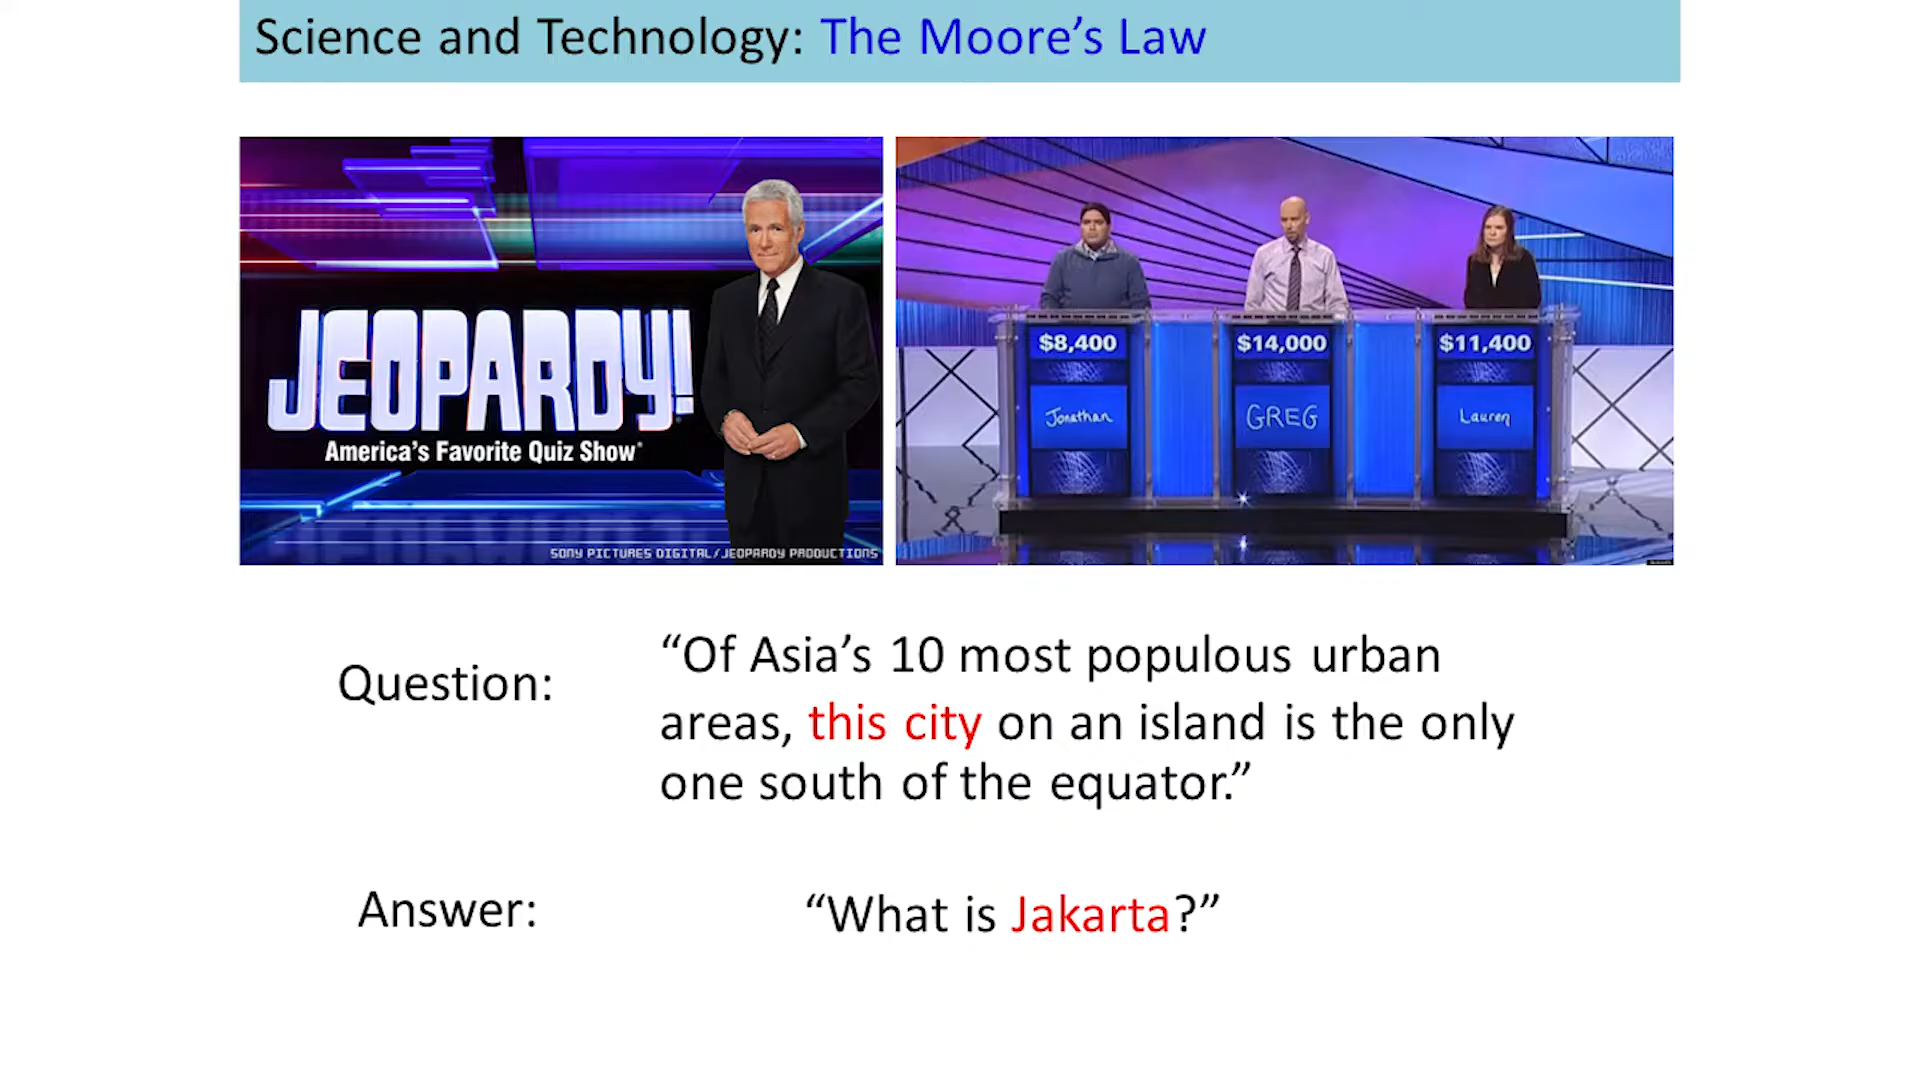 Science and Technology: The Moore's Law
JEOPARDY!
America's Favorite Quiz Show®
SONY PICTURES DIGITAL/JEOPARDY PRODUCTIONS
$8,400
$14,000
$11,400
Jonathan
GREG
Lauren
Question:
“Of Asia’s 10 most populous urban
areas, this city on an island is the only
one south of the equator.”
Answer:
“What is Jakarta?”